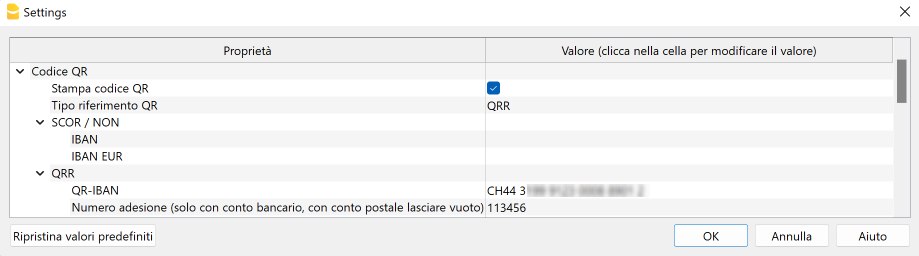 Settings
Proprietà Valore (clicca nella cella per modificare il valore)
Codice QR
Stampa codice QR
Tipo riferimento QR QRR
SCOR / NON
IBAN
IBAN EUR
QRR
QR-IBAN CH44 3
Numero adesione (solo con conto bancario, con conto postale lasciare vuoto) 113456
Ripristina valori predefiniti OK Annulla Aiuto